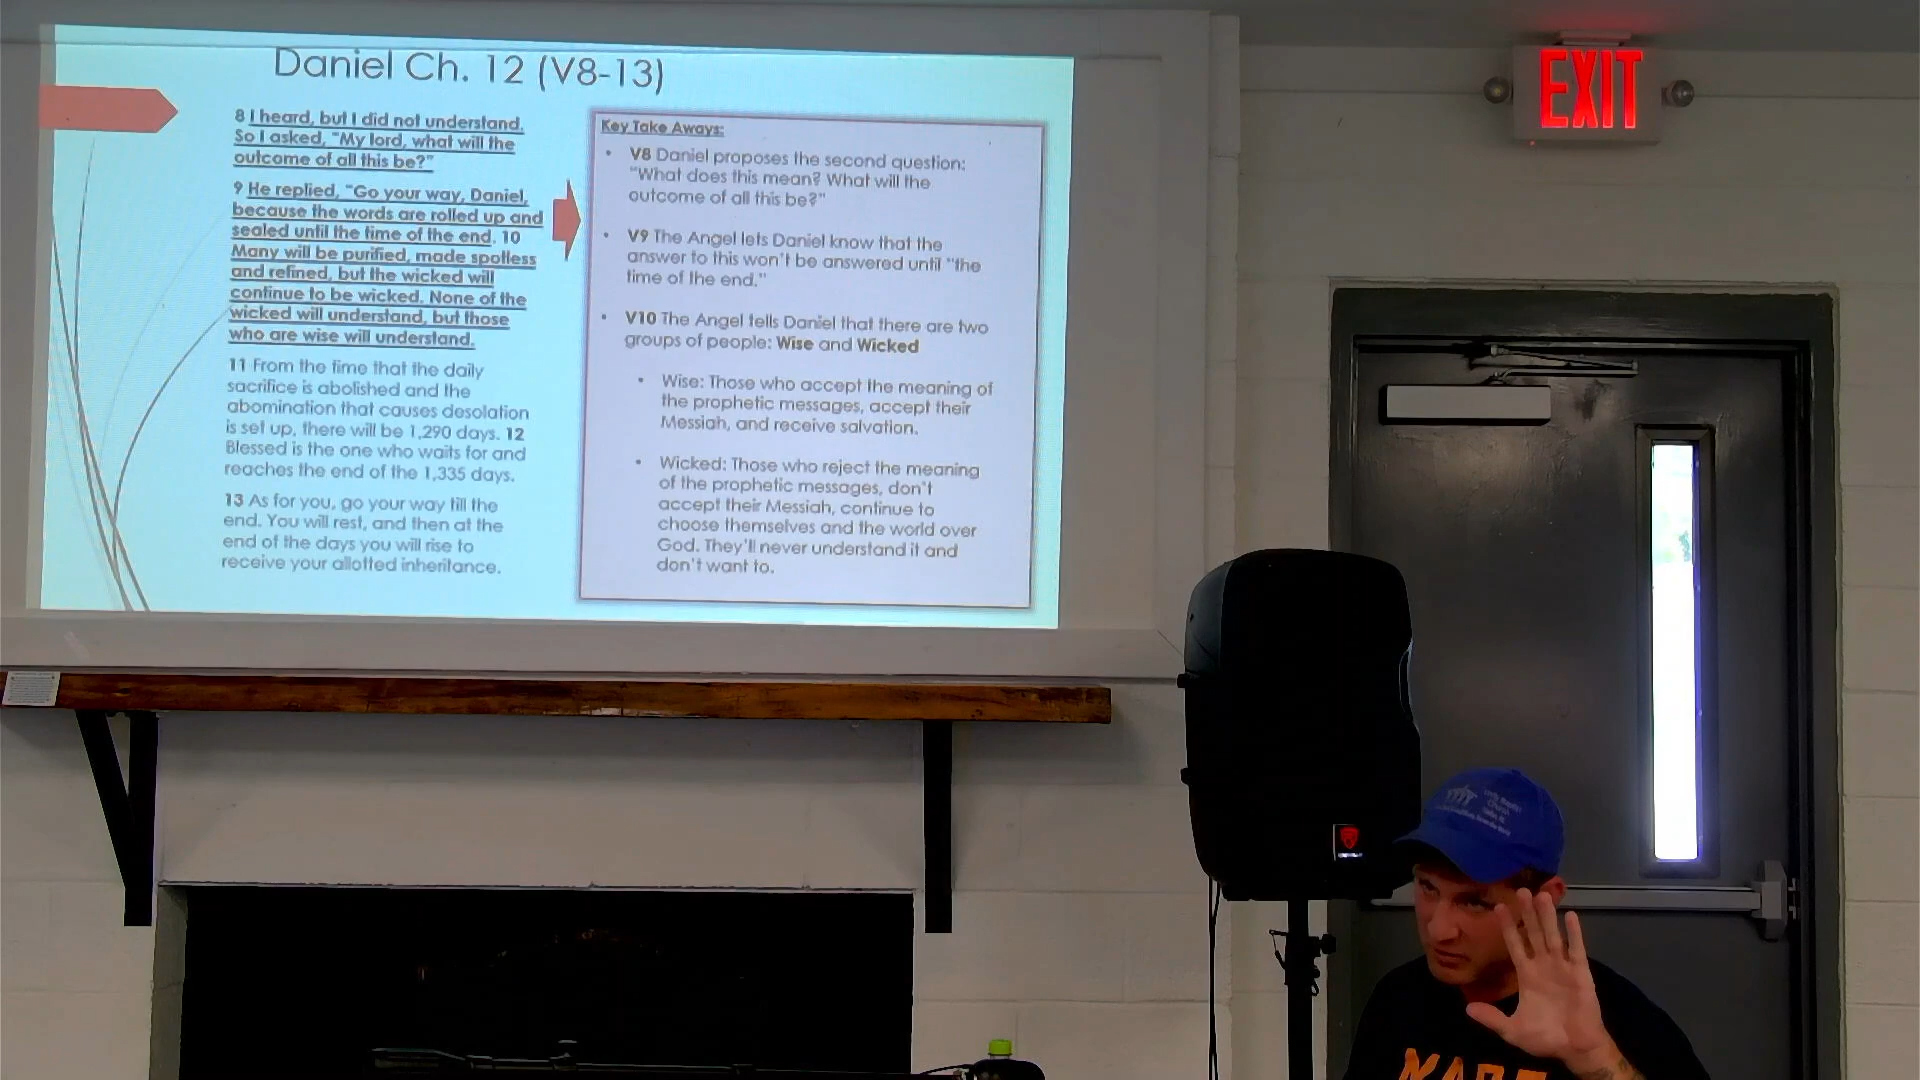 Daniel Ch. 12 (V8-13)
8 I heard, but I did not understand.
So I asked, "My lord, what will the
outcome of all this be?"
9 He replied, "Go your way, Daniel,
because the words are rolled up and
sealed until the time of the end. 10
Many will be purified, made spotless
and refined, but the wicked will
continue to be wicked. None of the
wicked will understand, but those
who are wise will understand.
11 From the time that the daily
sacrifice is abolished and the
abomination that causes desolation
is set up, there will be 1,290 days. 12
Blessed is the one who waits for and
reaches the end of the 1,335 days.
13 As for you, go your way till the
end. You will rest, and then at the
end of the days you will rise to
receive your allotted inheritance.
Key Take Aways:
• V8 Daniel proposes the second question:
"What does this mean? What will the
outcome of all this be?"
• V9 The Angel lets Daniel know that the
answer to this won't be answered until "the
time of the end."
• V10 The Angel tells Daniel that there are two
groups of people: Wise and Wicked
• Wise: Those who accept the meaning of
the prophetic messages, accept their
Messiah, and receive salvation.
• Wicked: Those who reject the meaning
of the prophetic messages, don't
accept their Messiah, continue to
choose themselves and the world over
God. They'll never understand it and
don't want to.
EXIT
Baptist
Church